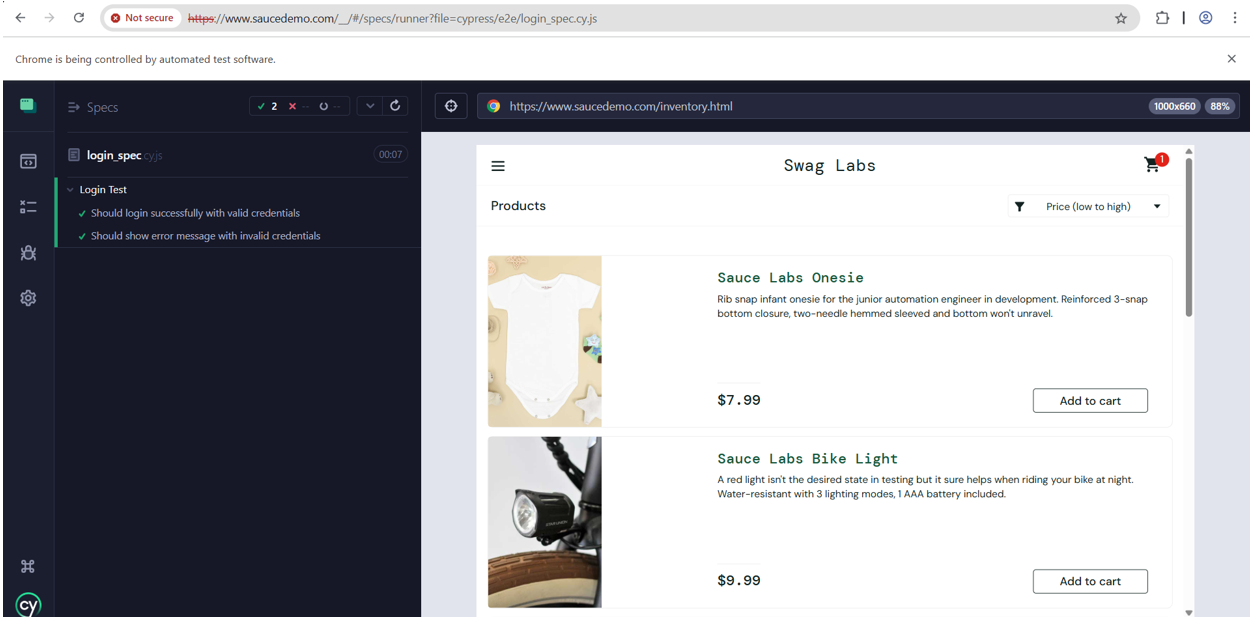 Not secure https://www.saucedemo.com/__/#/specs/runner?file=cypress/e2e/login_spec.cy.js
Chrome is being controlled by automated test software.
Specs
2 -- --
login_spec.cy.js 00:07
Login Test
Should login successfully with valid credentials
Should show error message with invalid credentials
cy
https://www.saucedemo.com/inventory.html 1000x660 88%
Swag Labs 1
Products Price (low to high)
Sauce Labs Onesie
Rib snap infant onesie for the junior automation engineer in development. Reinforced 3-snap
bottom closure, two-needle hemmed sleeved and bottom won't unravel.
$7.99 Add to cart
Sauce Labs Bike Light
A red light isn't the desired state in testing but it sure helps when riding your bike at night.
Water-resistant with 3 lighting modes, 1 AAA battery included.
$9.99 Add to cart